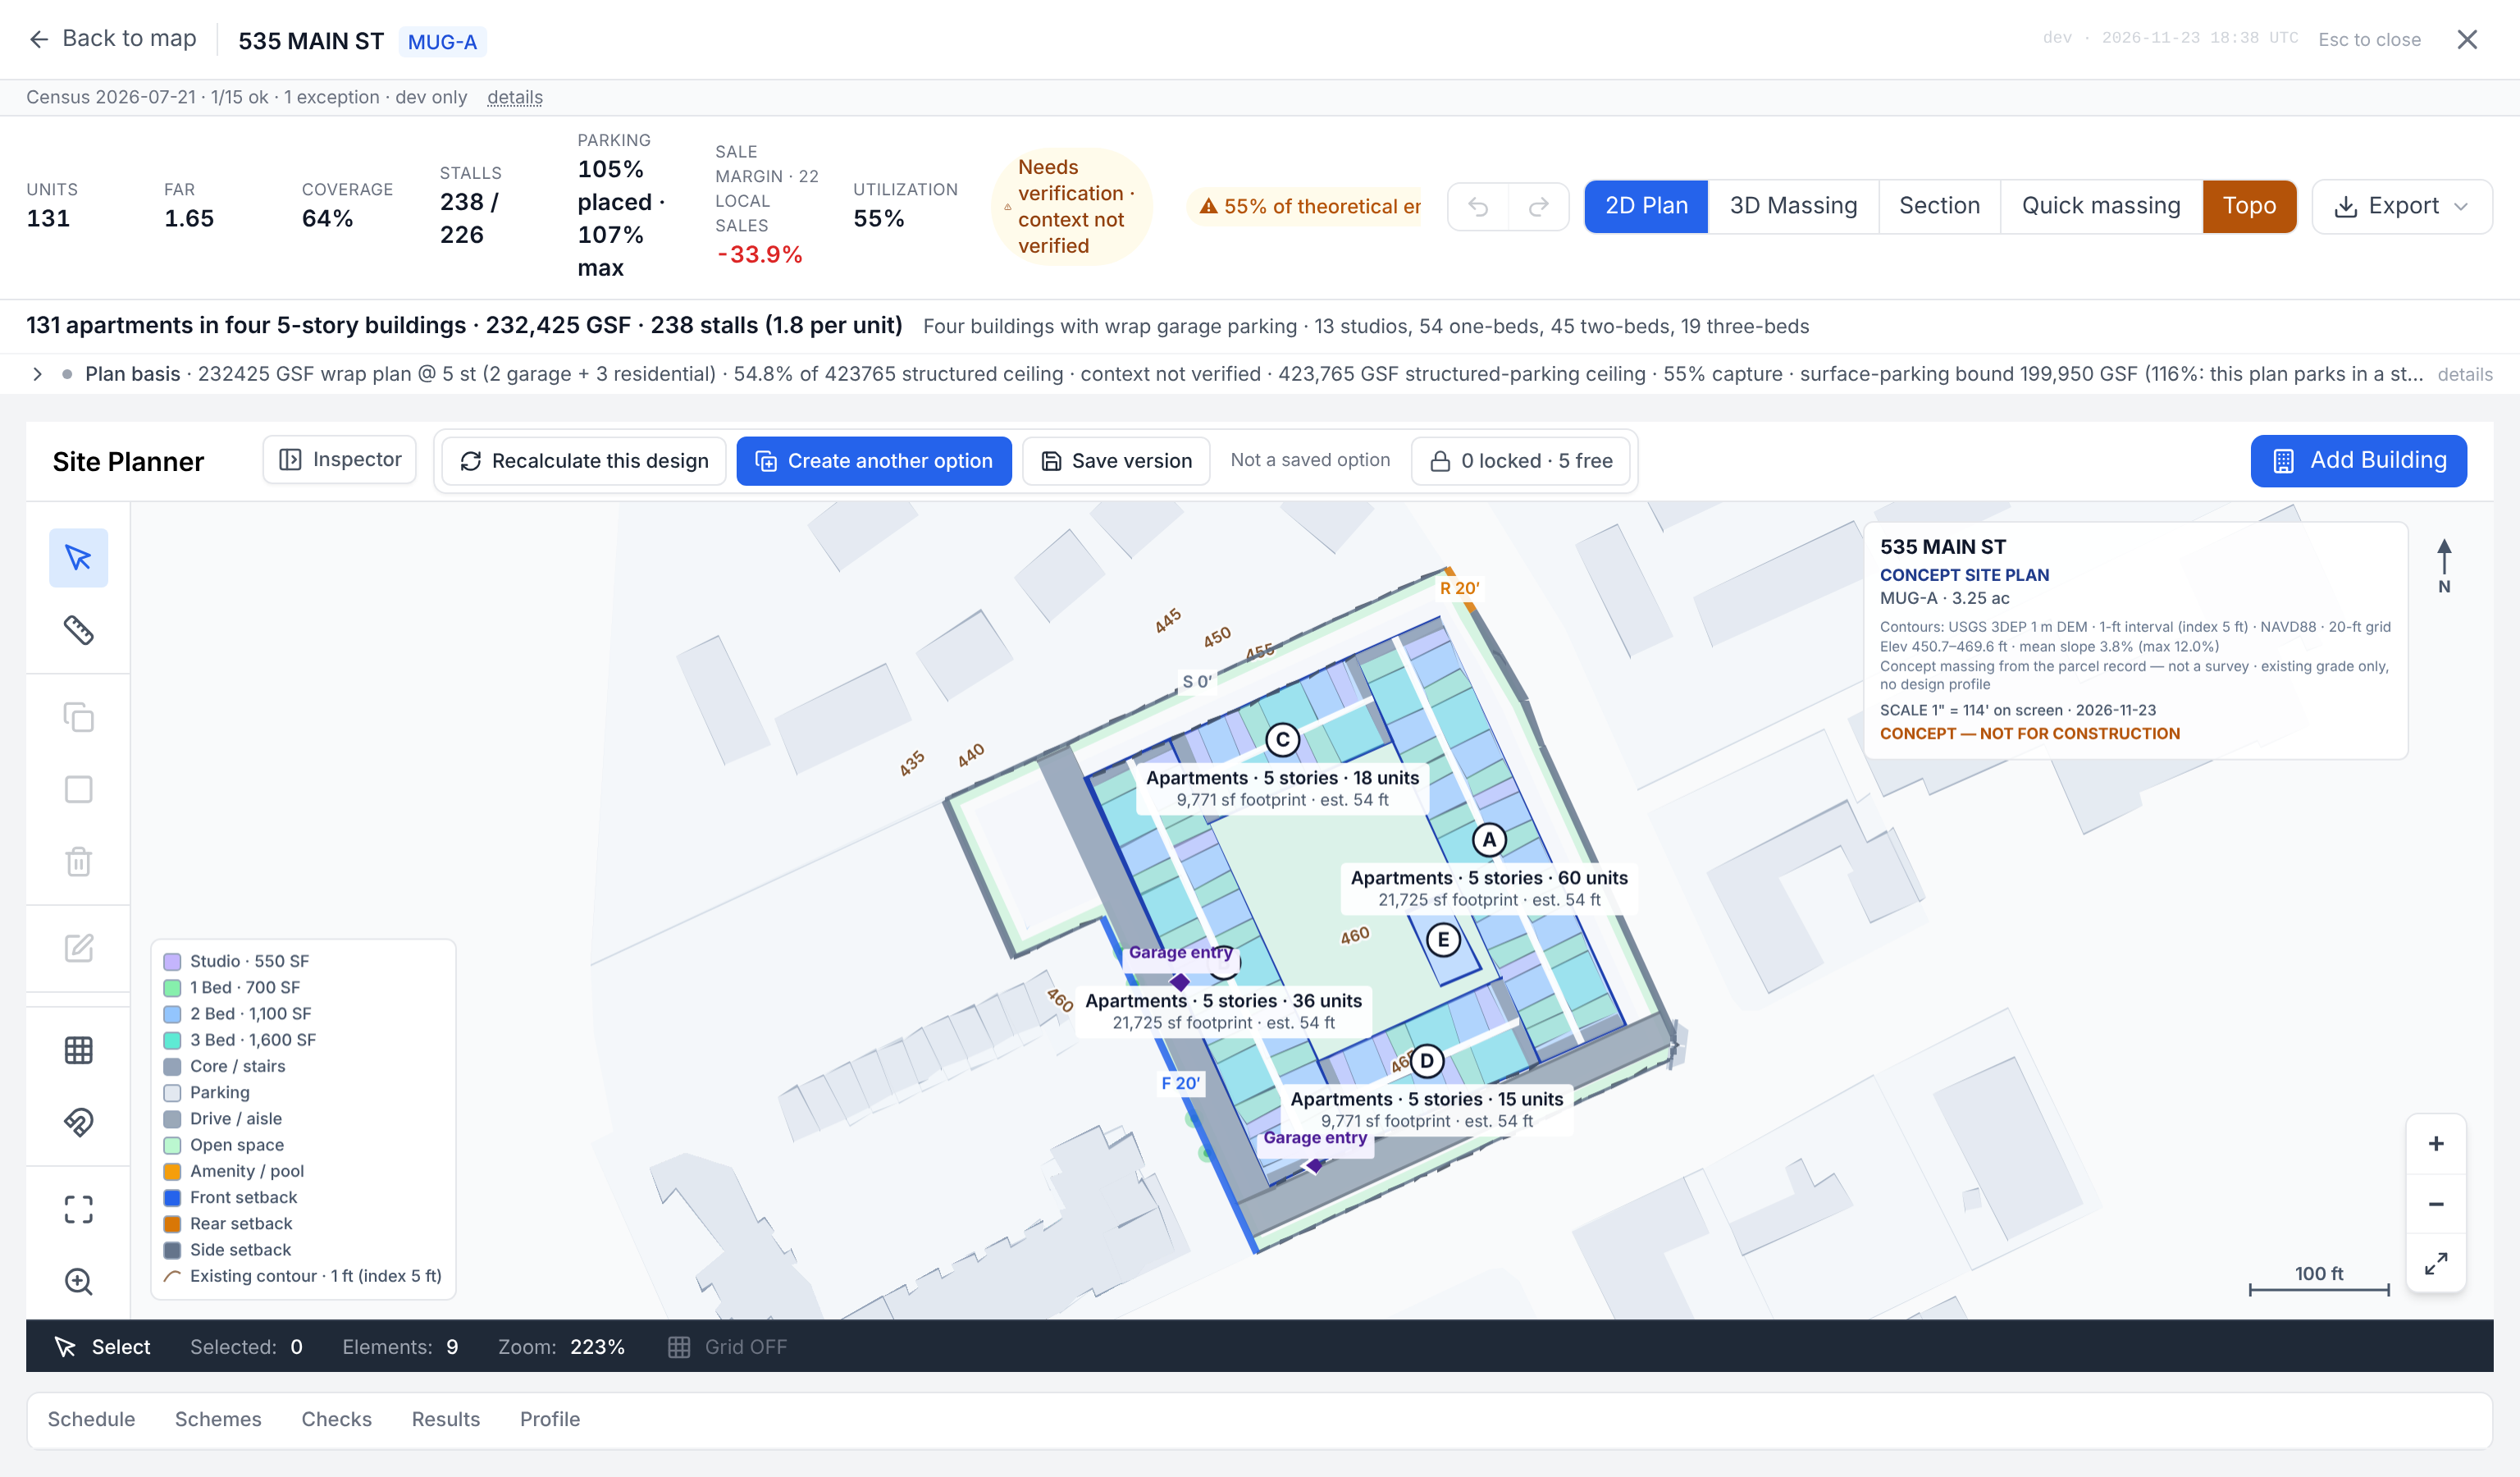 Back to map
535 MAIN ST
MUG-A
dev · 2026-11-23 18:38 UTC
Esc to close
Census 2026-07-21 · 1/15 ok · 1 exception · dev only details
UNITS
131
FAR
1.65
COVERAGE
64%
STALLS
238 /
226
PARKING
105%
placed ·
107%
max
SALE
MARGIN · 22
LOCAL
SALES
-33.9%
UTILIZATION
55%
Needs
verification ·
context not
verified
55% of theoretical er
2D Plan
3D Massing
Section
Quick massing
Topo
Export
131 apartments in four 5-story buildings · 232,425 GSF · 238 stalls (1.8 per unit) Four buildings with wrap garage parking · 13 studios, 54 one-beds, 45 two-beds, 19 three-beds
Plan basis · 232425 GSF wrap plan @ 5 st (2 garage + 3 residential) · 54.8% of 423765 structured ceiling · context not verified · 423,765 GSF structured-parking ceiling · 55% capture · surface-parking bound 199,950 GSF (116%: this plan parks in a st... details
Site Planner
Inspector
Recalculate this design
Create another option
Save version
Not a saved option
0 locked · 5 free
Add Building
535 MAIN ST
CONCEPT SITE PLAN
MUG-A · 3.25 ac
Contours: USGS 3DEP 1 m DEM · 1-ft interval (index 5 ft) · NAVD88 · 20-ft grid
Elev 450.7–469.6 ft · mean slope 3.8% (max 12.0%)
Concept massing from the parcel record — not a survey · existing grade only,
no design profile
SCALE 1" = 114' on screen · 2026-11-23
CONCEPT — NOT FOR CONSTRUCTION
N
R 20'
445
450
455
S 0'
435
440
C
Apartments · 5 stories · 18 units
9,771 sf footprint · est. 54 ft
A
Apartments · 5 stories · 60 units
21,725 sf footprint · est. 54 ft
460
E
Garage entry
460
Apartments · 5 stories · 36 units
21,725 sf footprint · est. 54 ft
D
F 20'
Apartments · 5 stories · 15 units
9,771 sf footprint · est. 54 ft
Garage entry
Studio · 550 SF
1 Bed · 700 SF
2 Bed · 1,100 SF
3 Bed · 1,600 SF
Core / stairs
Parking
Drive / aisle
Open space
Amenity / pool
Front setback
Rear setback
Side setback
Existing contour · 1 ft (index 5 ft)
100 ft
Select
Selected: 0
Elements: 9
Zoom: 223%
Grid OFF
Schedule
Schemes
Checks
Results
Profile